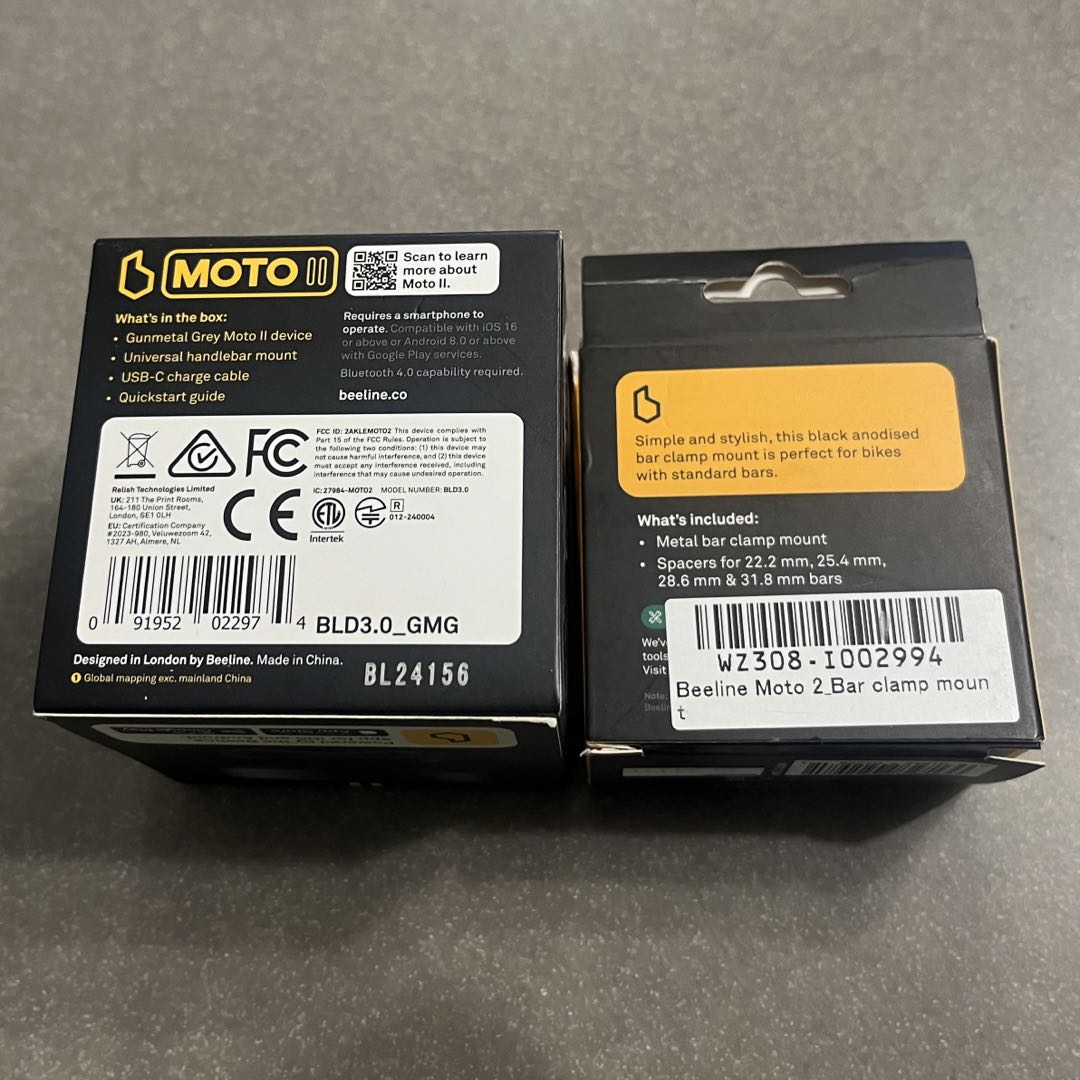 MOTO II
Scan to learn
more about
Moto II.
What's in the box:
• Gunmetal Grey Moto II device
• Universal handlebar mount
• USB-C charge cable
• Quickstart guide
Requires a smartphone to
operate. Compatible with iOS 16
or above or Android 8.0 or above
with Google Play services.
Bluetooth 4.0 capability required.
beeline.co
FC
FCC ID: 2AKLEMOTO2 This device complies with
Part 15 of the FCC Rules. Operation is subject to
the following two conditions: (1) this device may
not cause harmful interference, and (2) this device
must accept any interference received, including
interference that may cause undesired operation.
IC: 27984-MOTO2 MODEL NUMBER: BLD3.0
Relish Technologies Limited
UK: 211 The Print Rooms,
164-180 Union Street,
London, SE1 0LH
EU: Certification Company
#2023-980, Veluwezoom 42,
1327 AH, Almere, NL
CE
ETL
Intertek
R
012-240004
0 91952 02297 4
BLD3.0_GMG
Designed in London by Beeline. Made in China.
1 Global mapping exc. mainland China
BL24156
Simple and stylish, this black anodised
bar clamp mount is perfect for bikes
with standard bars.
What's included:
• Metal bar clamp mount
• Spacers for 22.2 mm, 25.4 mm,
28.6 mm & 31.8 mm bars
We'v
tools
Visit
Note:
Beelin
WZ308-I002994
Beeline Moto 2_Bar clamp moun
t